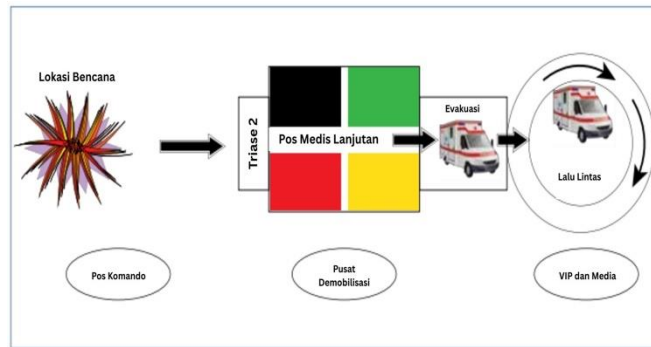 Lokasi Bencana
Triase 2
Pos Medis Lanjutan
Evakuasi
Lalu Lintas
Pos Komando
Pusat
Demobilisasi
VIP dan Media